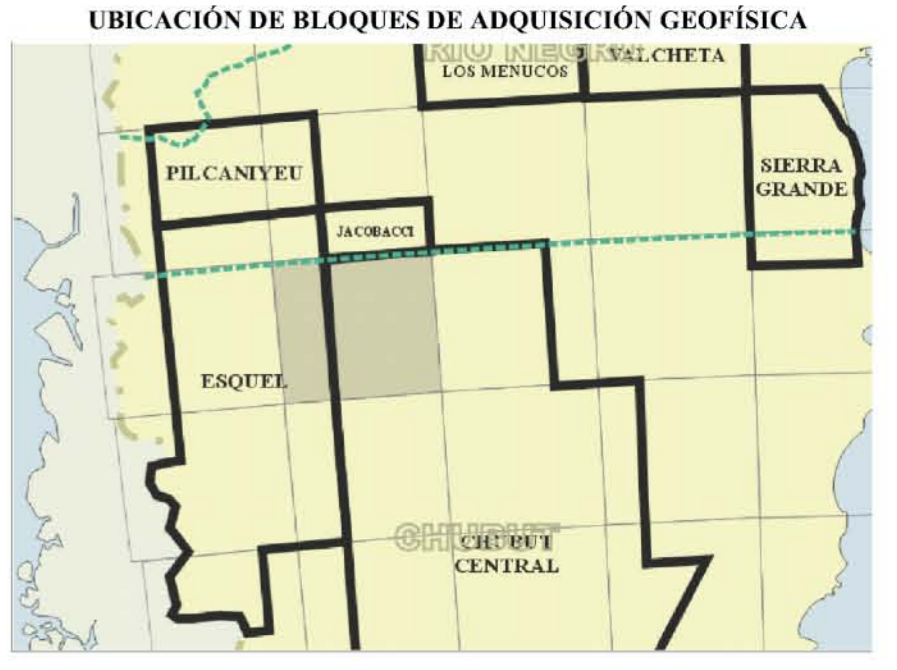 UBICACIÓN DE BLOQUES DE ADQUISICIÓN GEOFÍSICA
RIO NEGRO
VALCHETA
LOS MENUCOS
PILCANIYEU
SIERRA
GRANDE
JACOBACCI
ESQUEL
CHUBUT
CHUBUT
CENTRAL